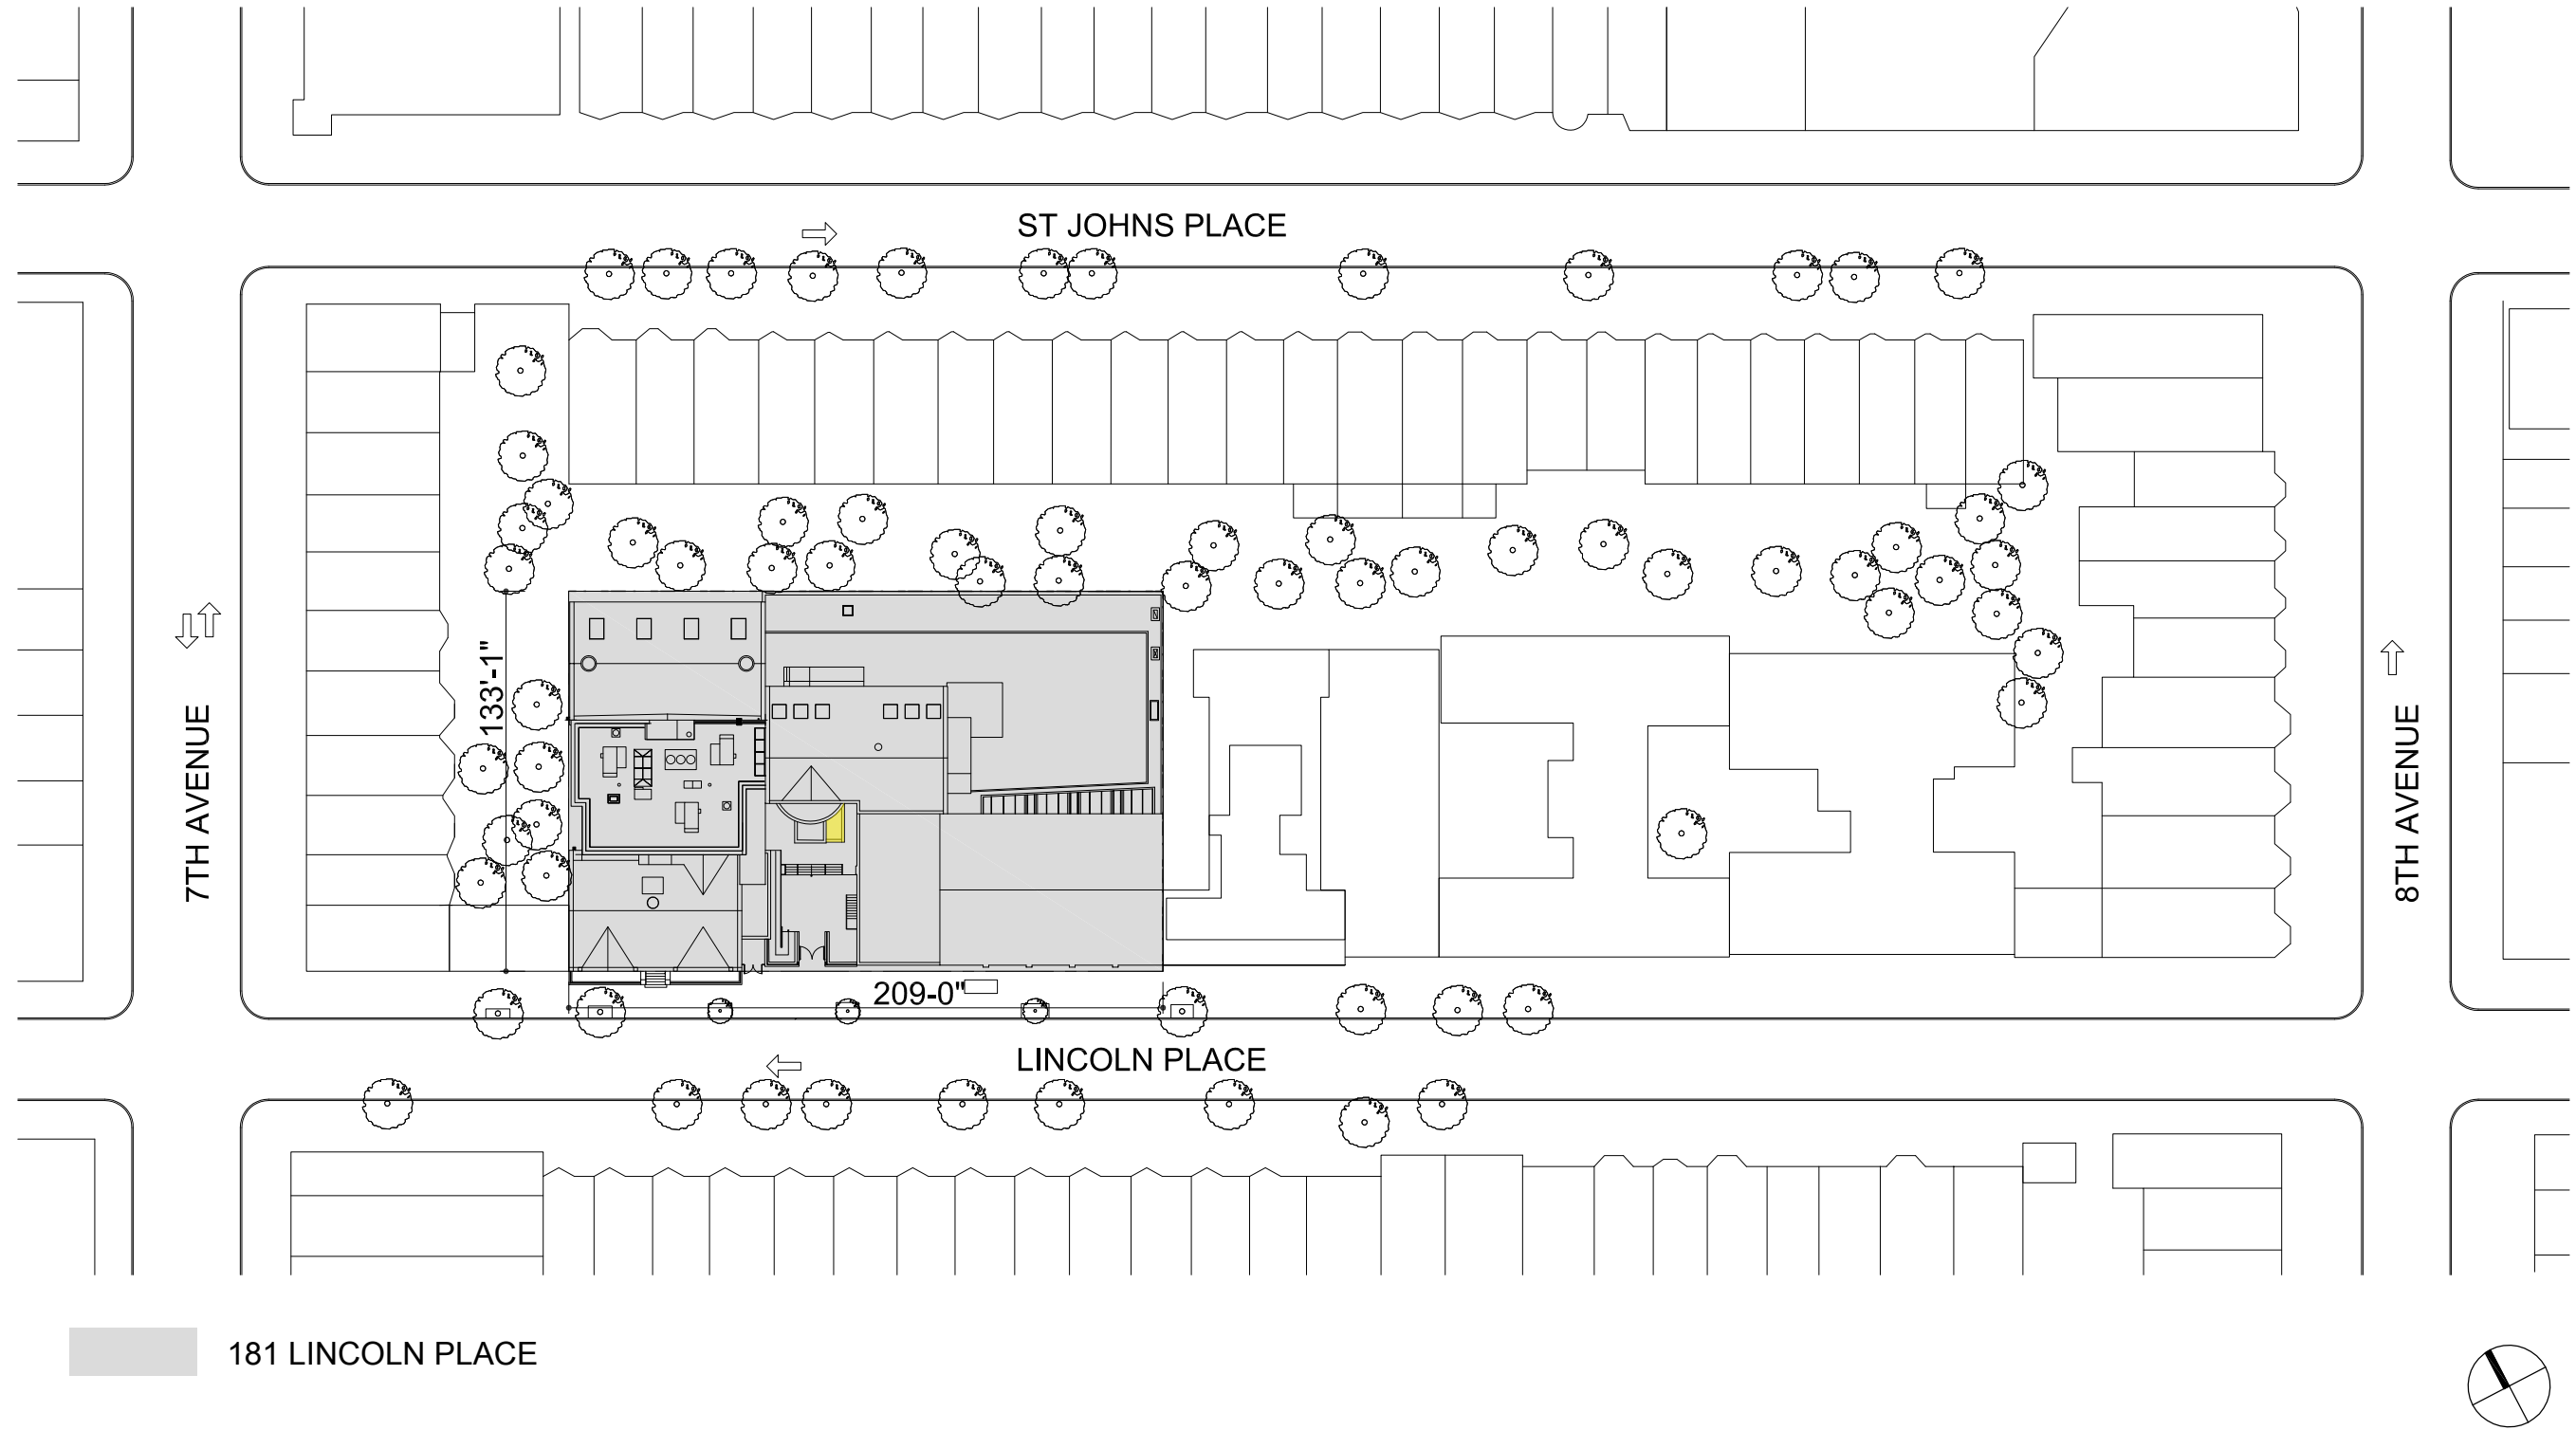 ST JOHNS PLACE
133'-1"
7TH AVENUE
8TH AVENUE
209-0"
LINCOLN PLACE
181 LINCOLN PLACE